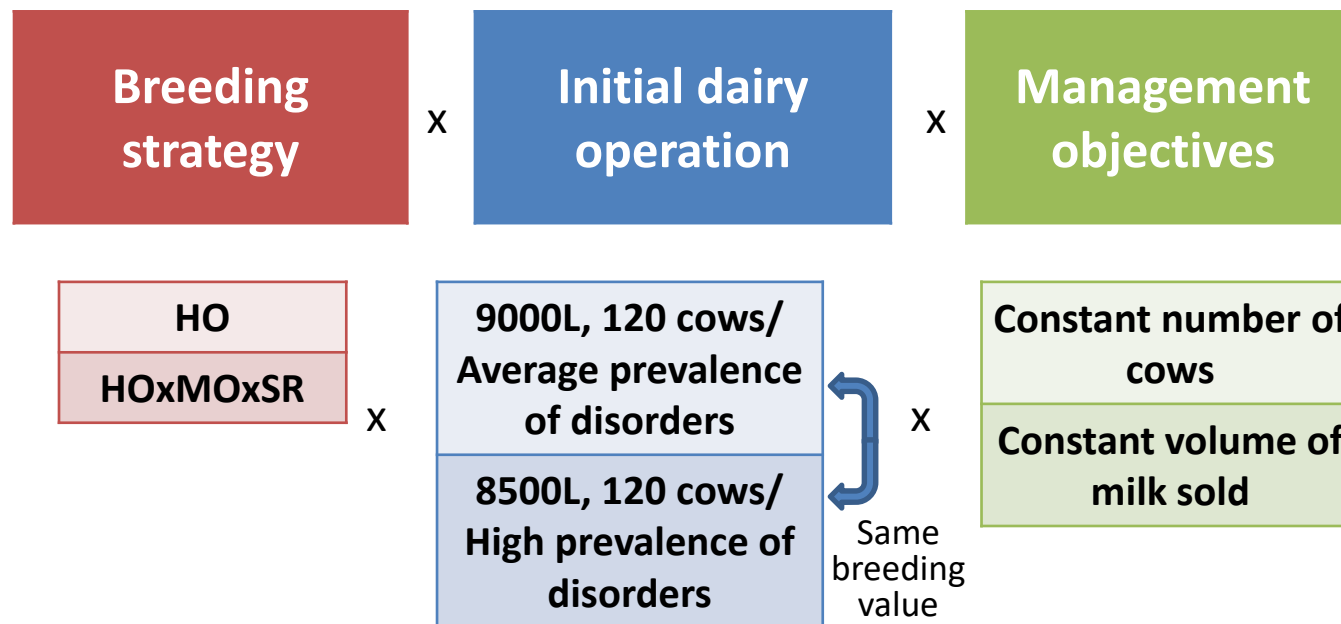 Breeding
strategy
x
Initial dairy
operation
x
Management
objectives
HO
HOxMOxSR
x
9000L, 120 cows/
Average prevalence
of disorders
8500L, 120 cows/
High prevalence of
disorders
Same
breeding
value
x
Constant number of
cows
Constant volume of
milk sold